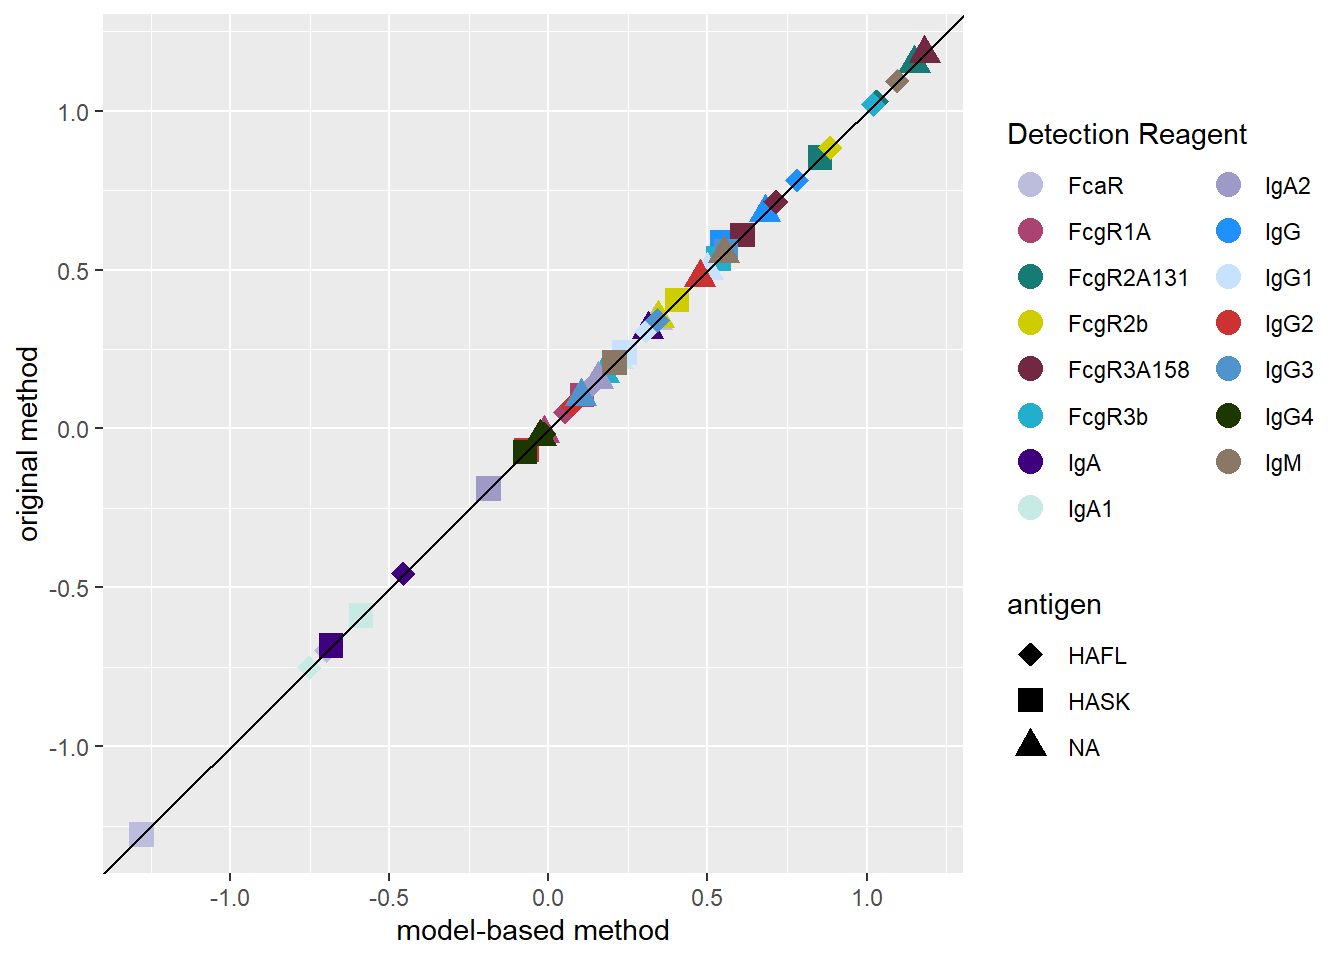 1.0
0.5
0.0
-0.5
-1.0
original method
-1.0
-0.5
0.0
0.5
1.0
model-based method
Detection Reagent
FcaR
FcgR1A
FcgR2A131
FcgR2b
FcgR3A158
FcgR3b
IgA
IgA1
IgA2
IgG
IgG1
IgG2
IgG3
IgG4
IgM
antigen
HAFL
HASK
NA